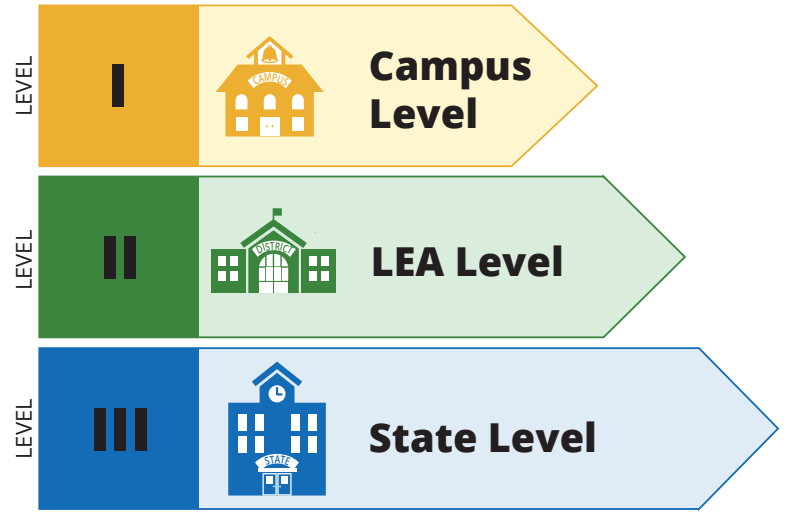 LEVEL
I
CAMPUS
Campus
Level
LEVEL
II
DISTRICT
LEA Level
LEVEL
III
STATE
State Level